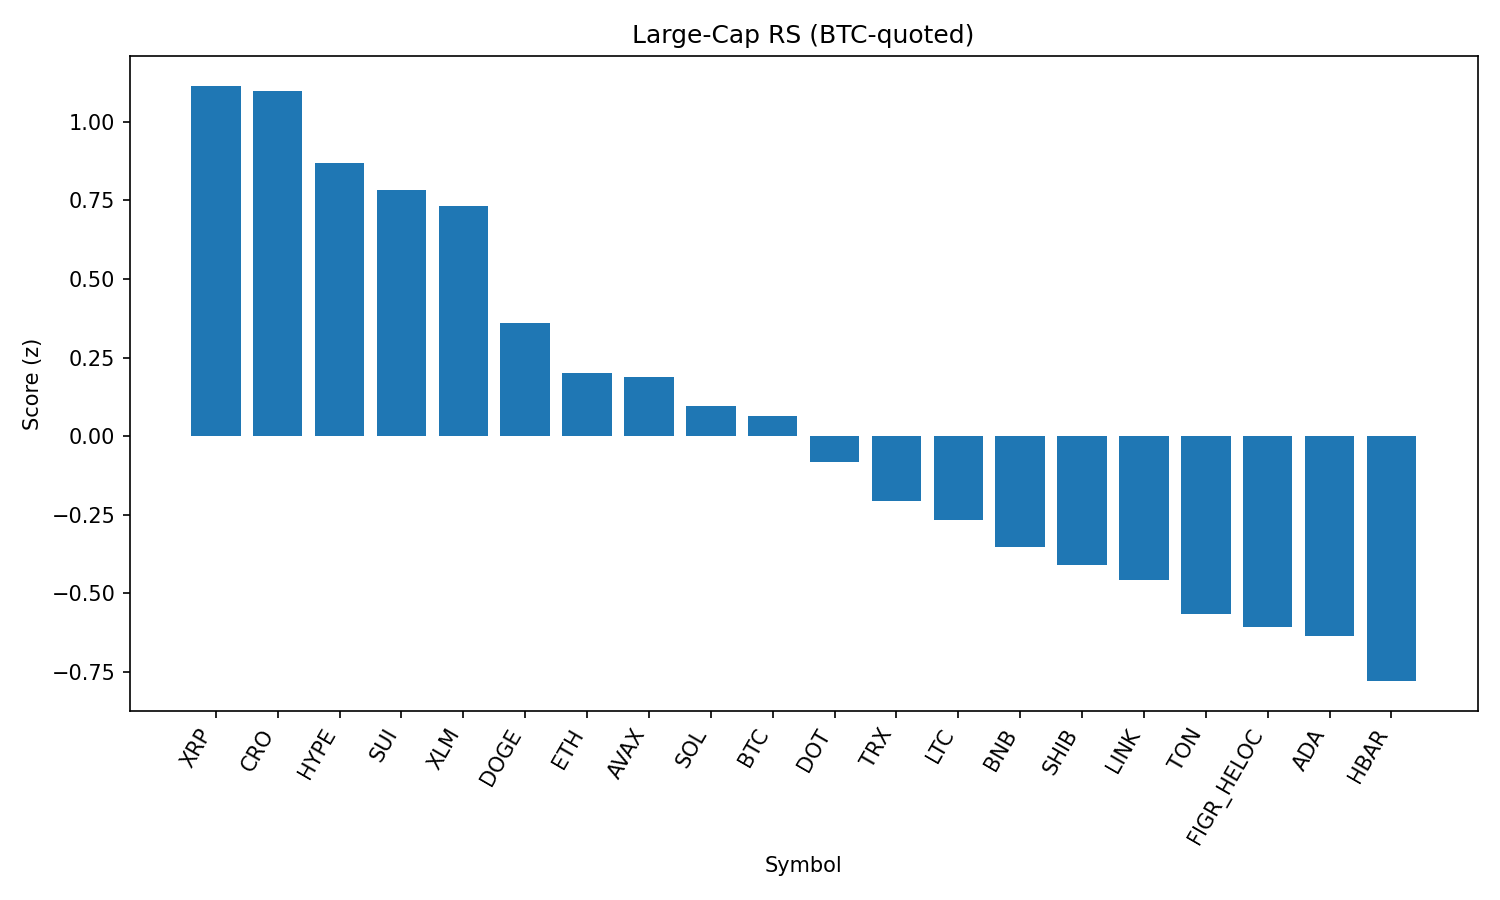 Large-Cap RS (BTC-quoted)
Score (z)
1.00
0.75
0.50
0.25
0.00
−0.25
−0.50
−0.75
XRP
CRO
HYPE
SUI
XLM
DOGE
ETH
AVAX
SOL
BTC
DOT
TRX
LTC
BNB
SHIB
LINK
TON
FIGR_HELOC
ADA
HBAR
Symbol